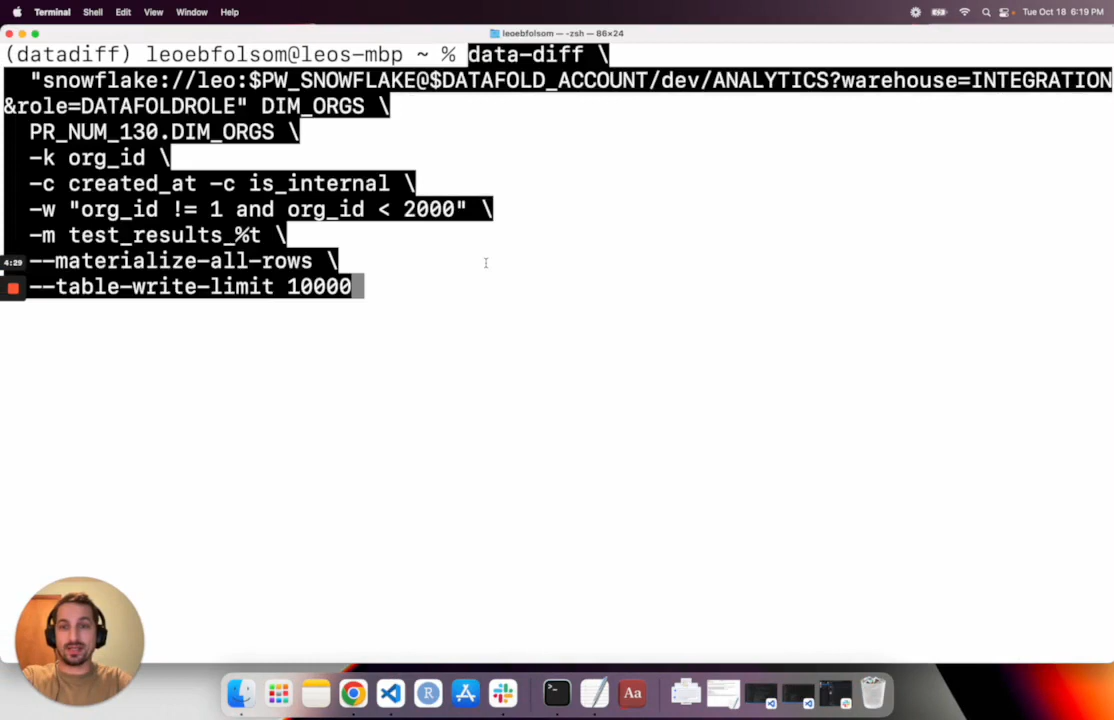 Terminal Shell Edit View Window Help Tue Oct 18 6:19 PM
leoebfolsom — -zsh — 86×24
(datadiff) leoebfolsom@leos-mbp ~ % data-diff \
"snowflake://leo:$PW_SNOWFLAKE@$DATAFOLD_ACCOUNT/dev/ANALYTICS?warehouse=INTEGRATION
&role=DATAFOLDROLE" DIM_ORGS \
PR_NUM_130.DIM_ORGS \
-k org_id \
-c created_at -c is_internal \
-w "org_id != 1 and org_id < 2000" \
-m test_results_%t \
4:29
--materialize-all-rows \
--table-write-limit 10000
R
Aa